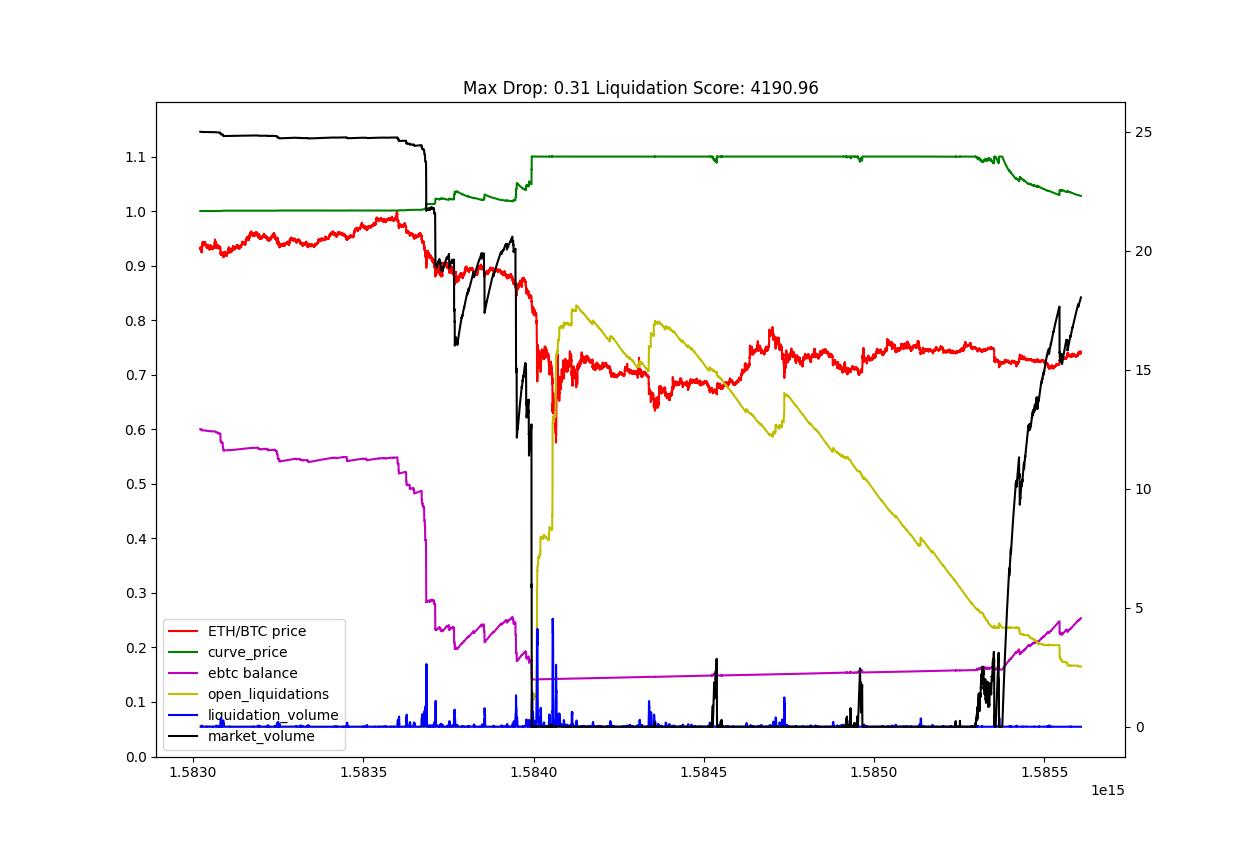 Max Drop: 0.31 Liquidation Score: 4190.96
1.1
1.0
0.9
0.8
0.7
0.6
0.5
0.4
0.3
0.2
0.1
0.0
25
20
15
10
5
0
ETH/BTC price
curve_price
ebtc balance
open_liquidations
liquidation_volume
market_volume
1.5830 1.5835 1.5840 1.5845 1.5850 1.5855
1e15